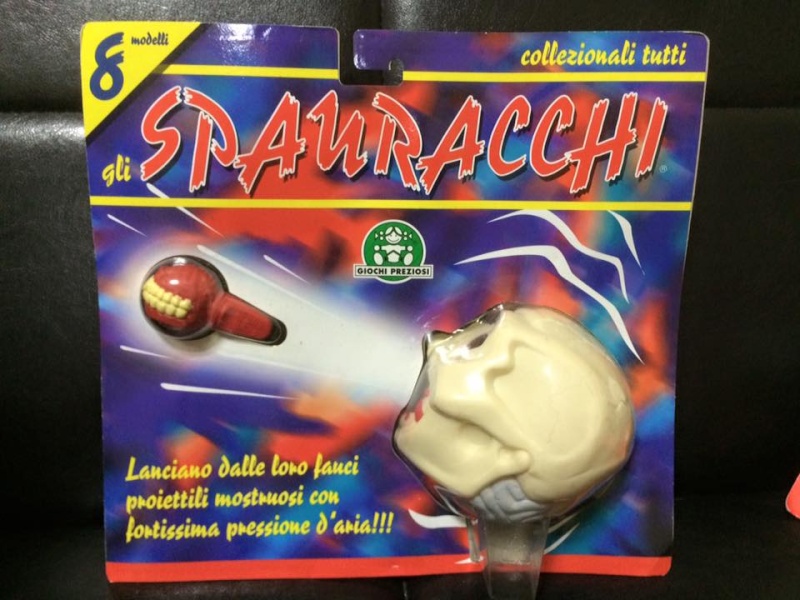 8 modelli
collezionali tutti
gli SPAURACCHI
GIOCHI PREZIOSI
Lanciano dalle loro fauci
proiettili mostruosi con
fortissima pressione d'aria!!!